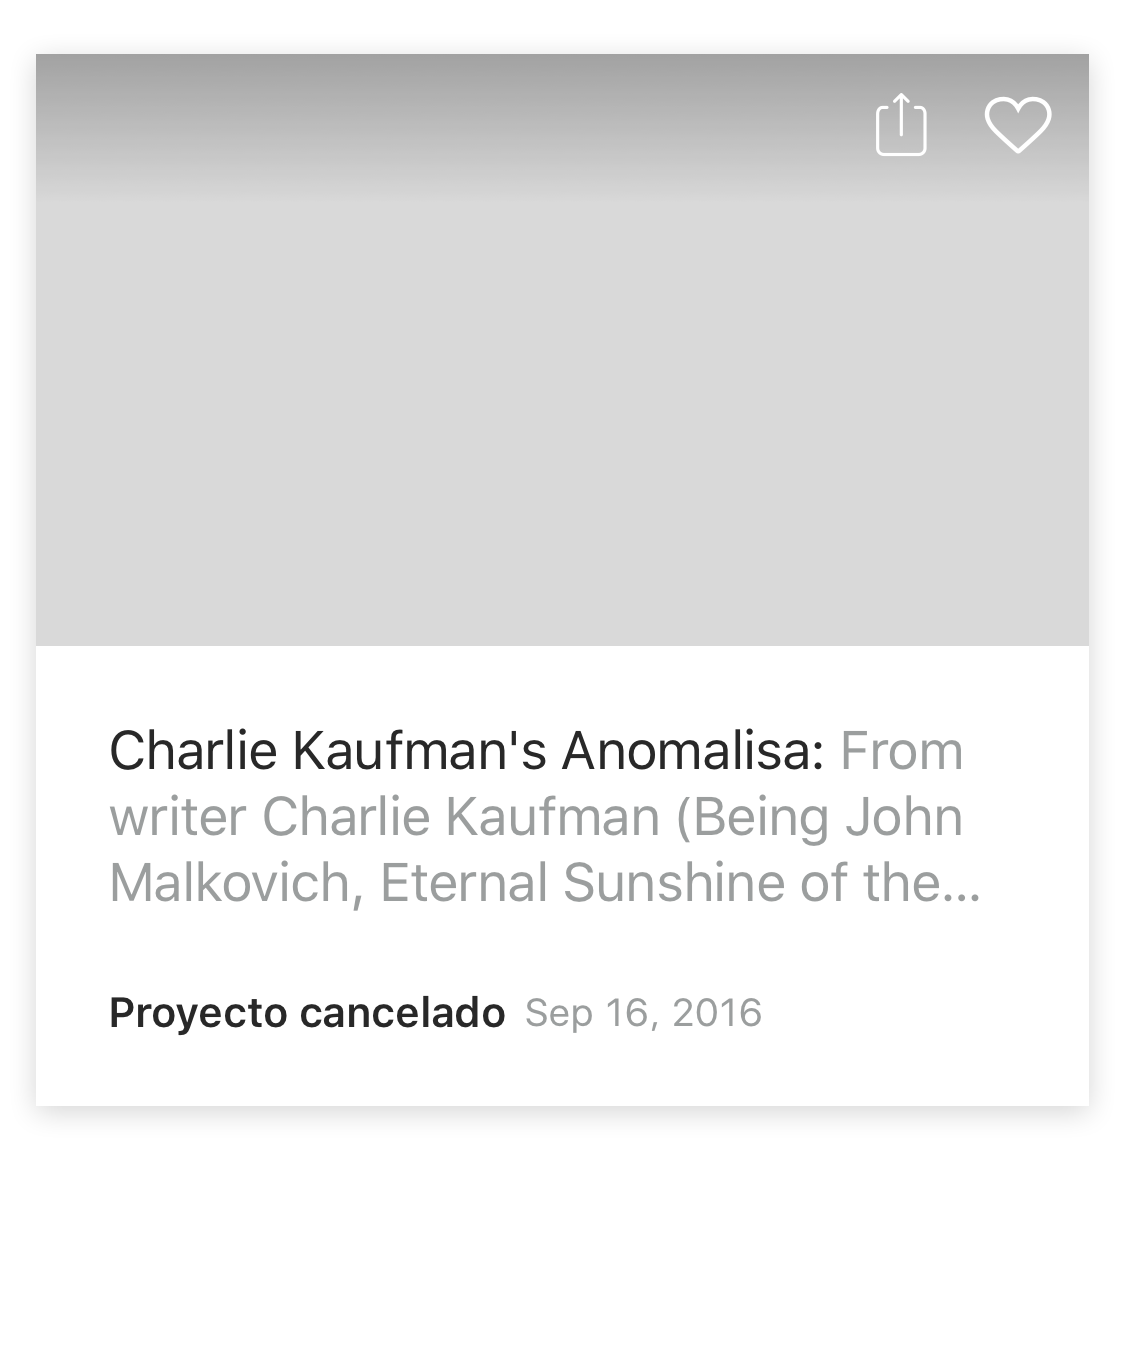 Charlie Kaufman's Anomalisa: From
writer Charlie Kaufman (Being John
Malkovich, Eternal Sunshine of the...
Proyecto cancelado Sep 16, 2016